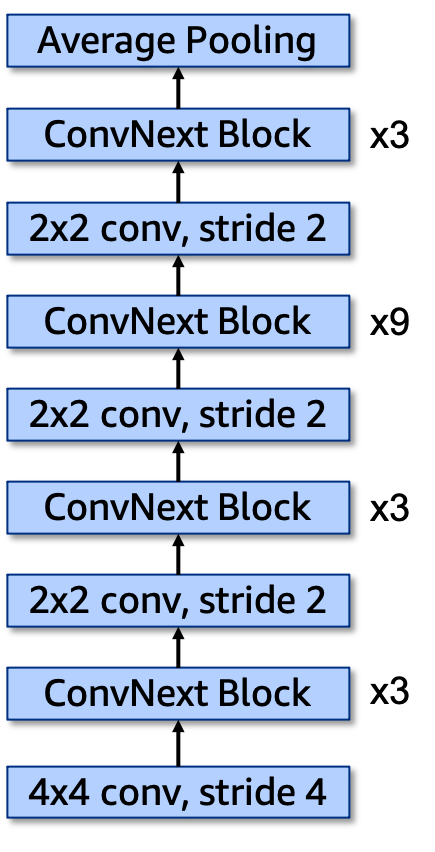 Average Pooling
ConvNext Block x3
2x2 conv, stride 2
ConvNext Block x9
2x2 conv, stride 2
ConvNext Block x3
2x2 conv, stride 2
ConvNext Block x3
4x4 conv, stride 4